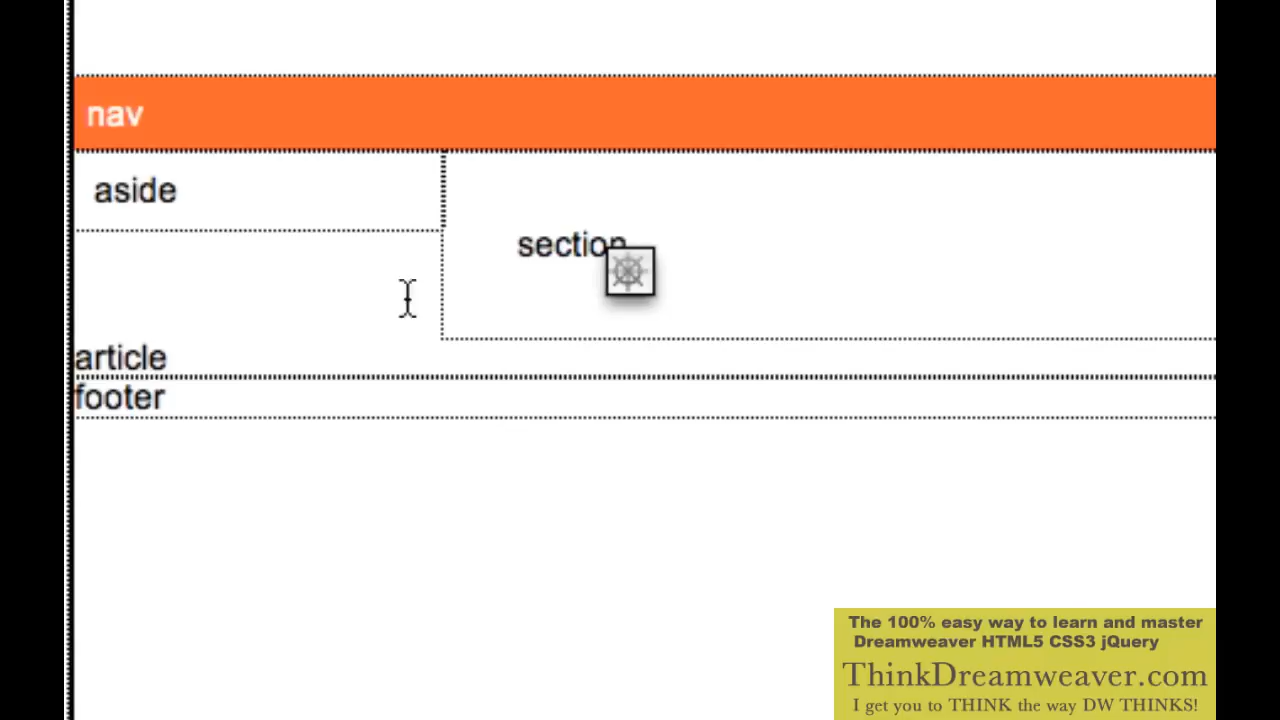 nav
aside
section
article
footer
The 100% easy way to learn and master
Dreamweaver HTML5 CSS3 jQuery
ThinkDreamweaver.com
I get you to THINK the way DW THINKS!